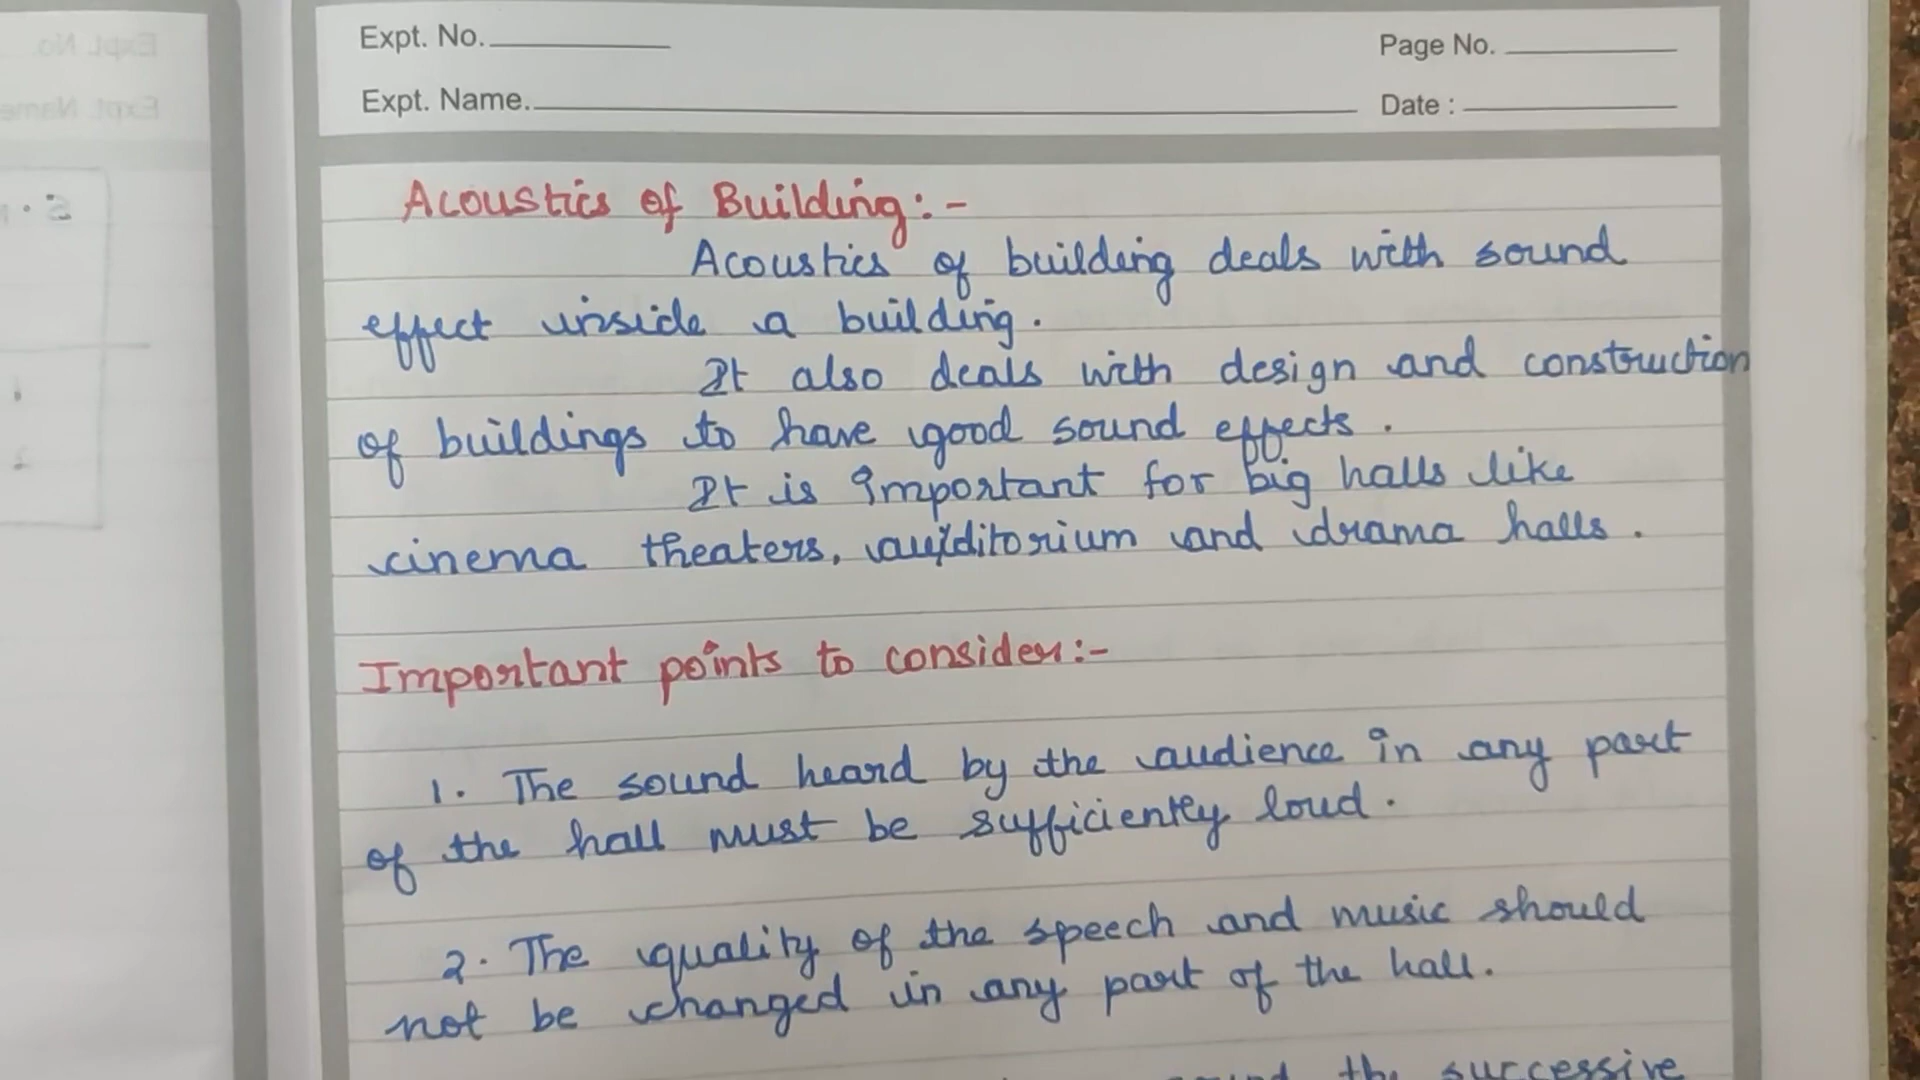 Expt. No.
Page No.
Expt. Name.
Date :
Acoustics of Building:-
Acoustics of building deals with sound
effect inside a building.
It also deals with design and construction
of buildings to have good sound effects.
It is important for big halls like
cinema theaters, auditorium and drama halls.
Important points to consider:-
1. The sound heard by the audience in any part
of the hall must be sufficiently loud.
2. The quality of the speech and music should
not be changed in any part of the hall.
the successive